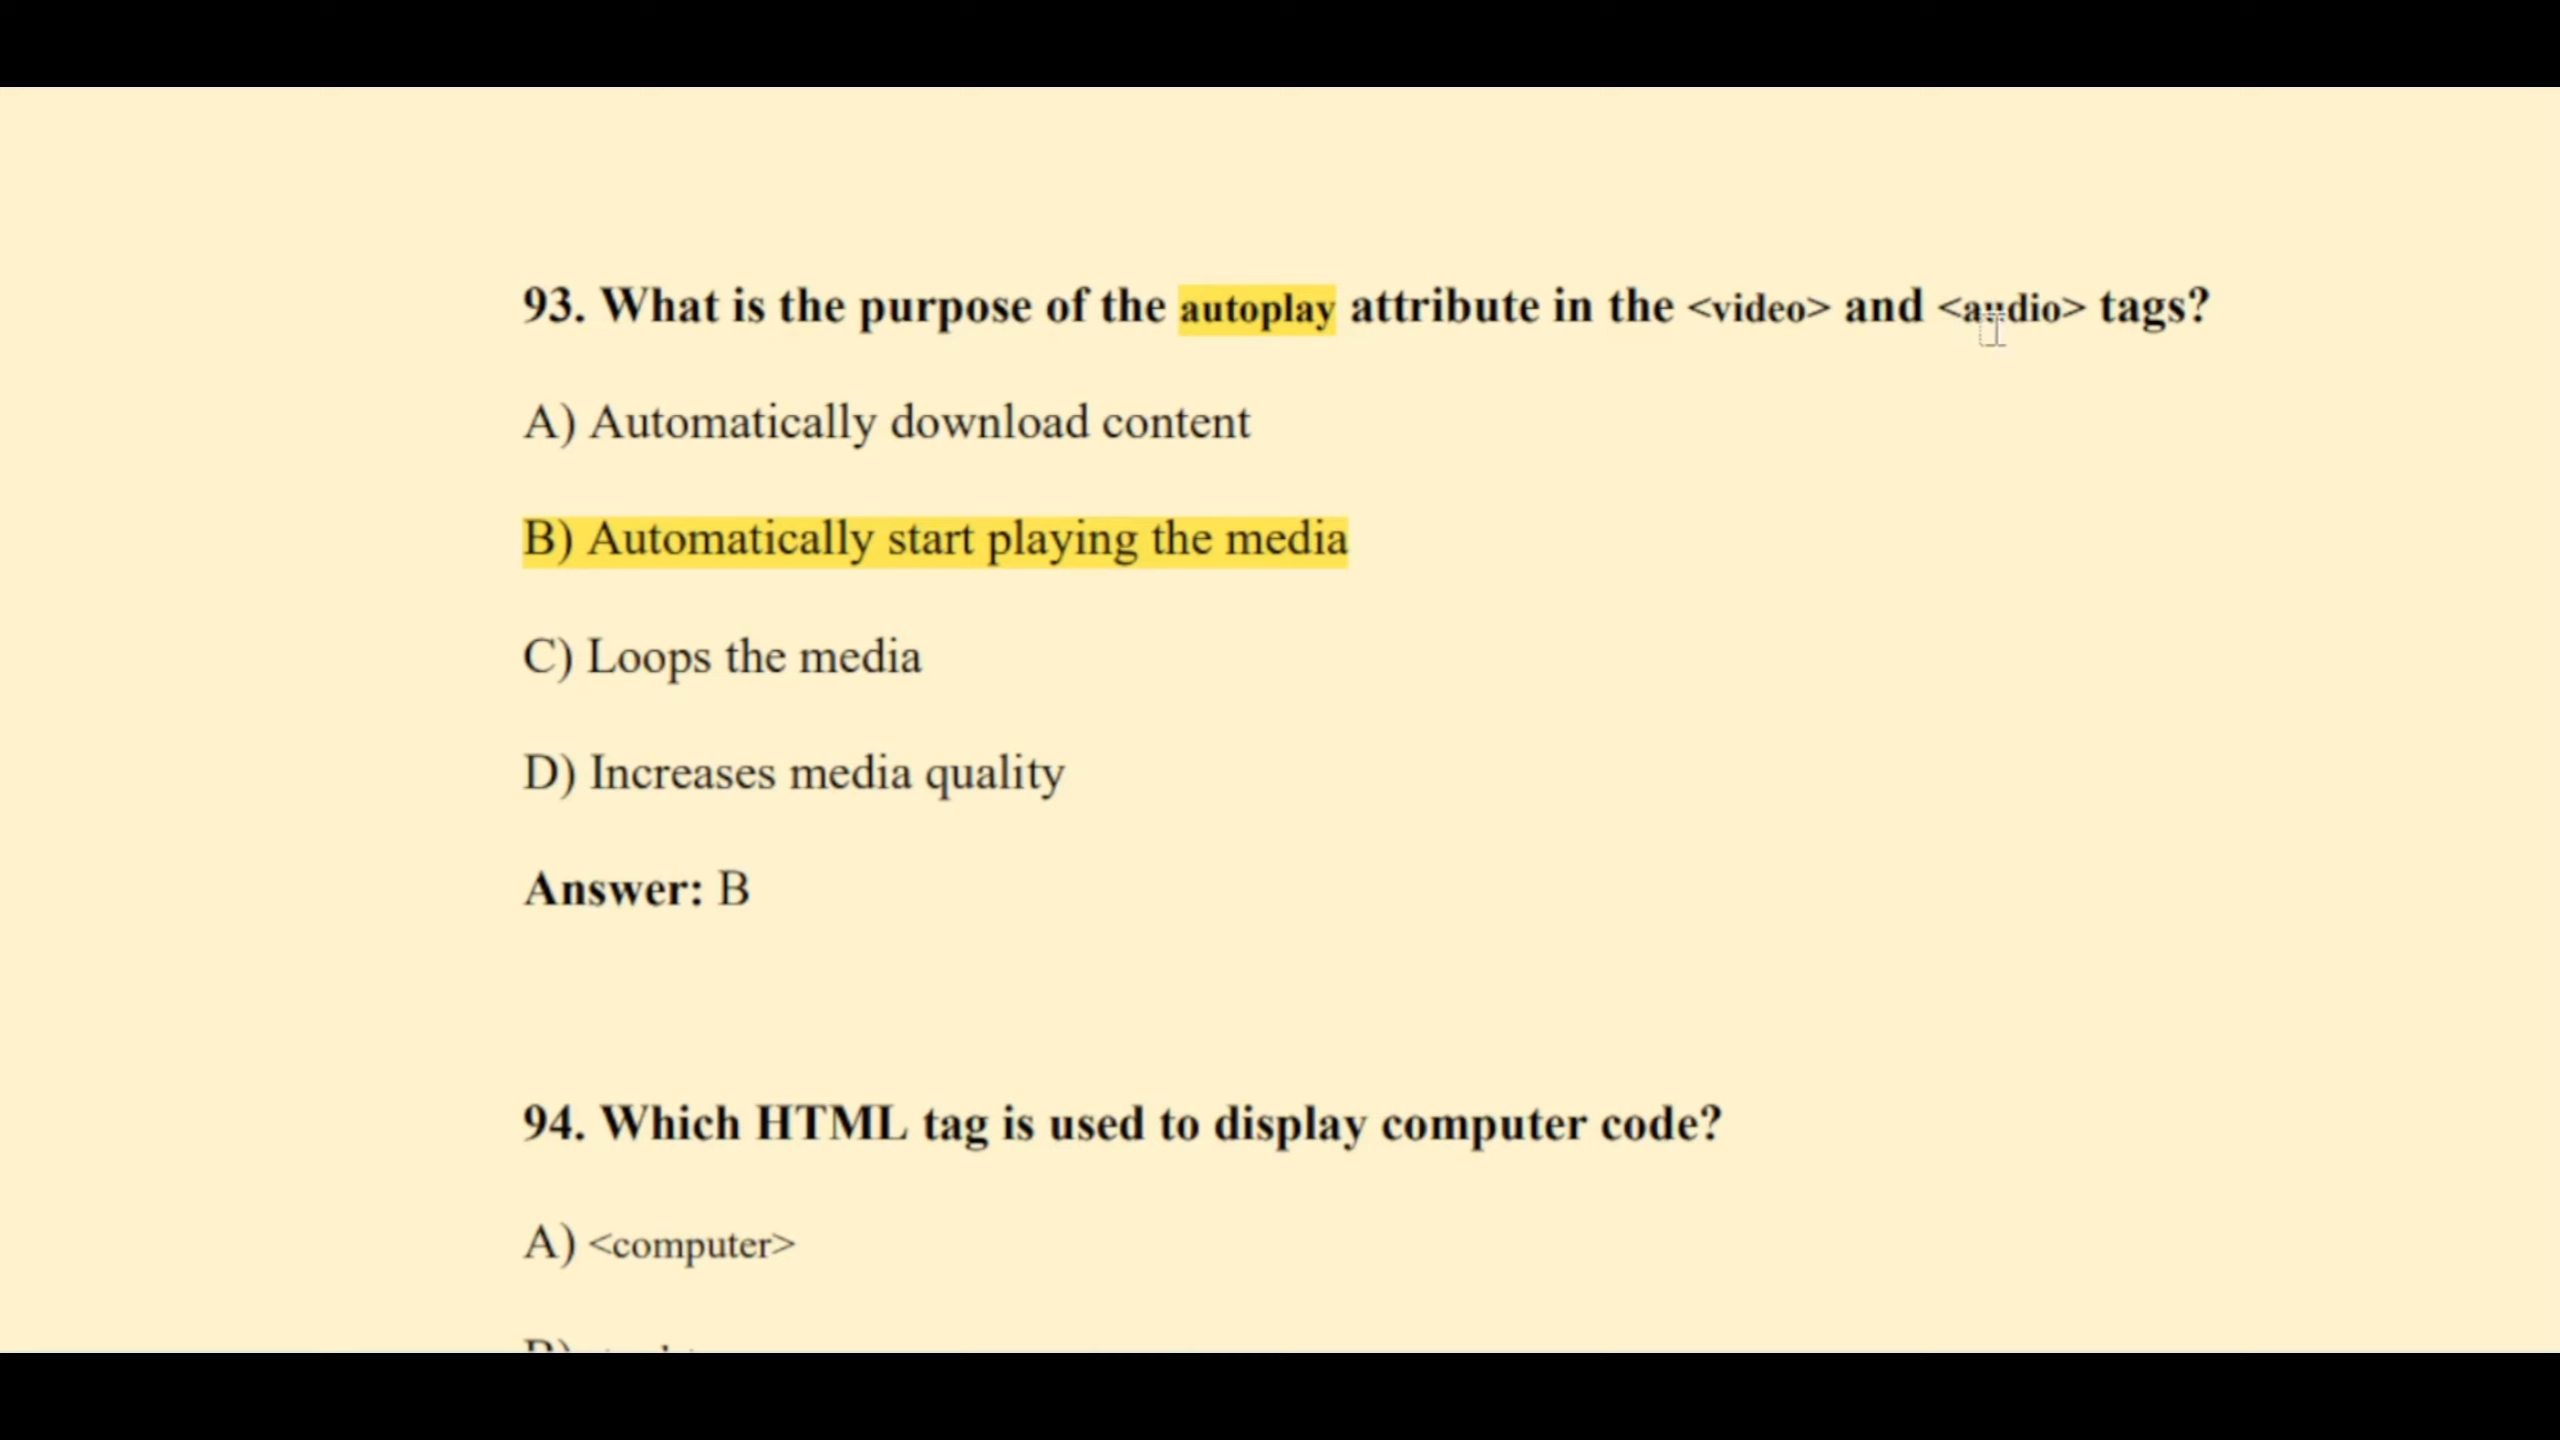 93. What is the purpose of the autoplay attribute in the <video> and <audio> tags?
A) Automatically download content
B) Automatically start playing the media
C) Loops the media
D) Increases media quality
Answer: B
94. Which HTML tag is used to display computer code?
A) <computer>
B)